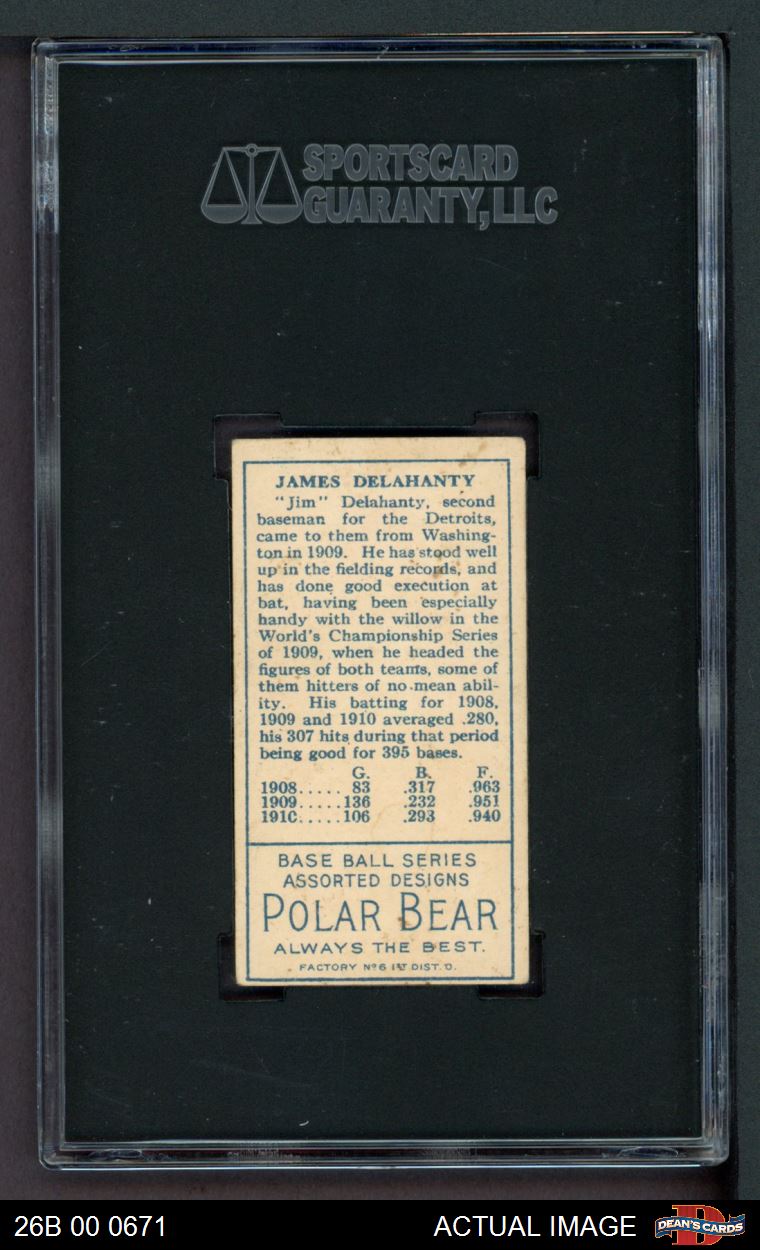 SPORTSCARD
GUARANTY, LLC
JAMES DELAHANTY
"Jim" Delahanty, second
baseman for the Detroits,
came to them from Washing-
ton in 1909. He has stood well
up in the fielding records, and
has done good execution at
bat, having been especially
handy with the willow in the
World's Championship Series
of 1909, when he headed the
figures of both teams, some of
them hitters of no mean abil-
ity. His batting for 1908,
1909 and 1910 averaged .280,
his 307 hits during that period
being good for 395 bases.
G. B. F.
1908..... 83 .317 .963
1909.....136 .232 .951
1910.....106 .293 .940
BASE BALL SERIES
ASSORTED DESIGNS
POLAR BEAR
ALWAYS THE BEST.
FACTORY Nº 6 1ST DIST. O.
26B 00 0671
ACTUAL IMAGE
DEAN'S CARDS